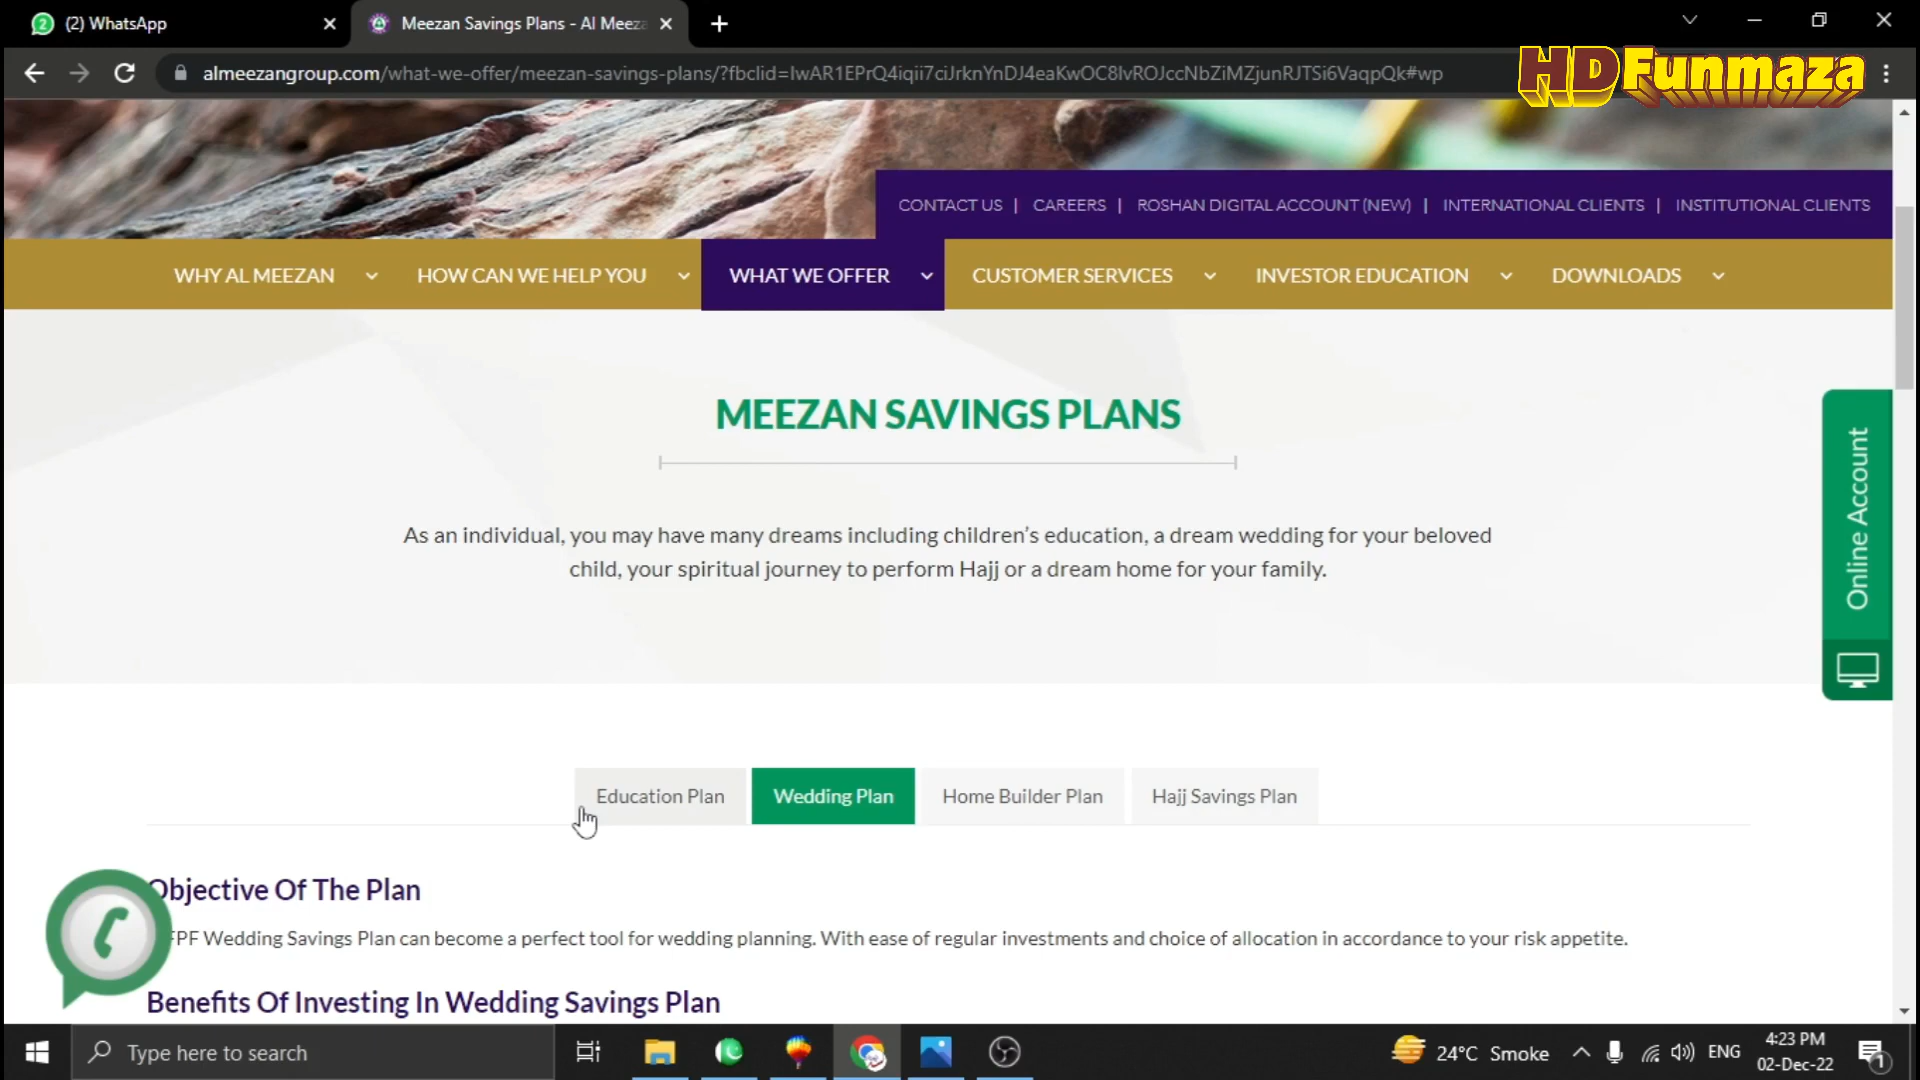 (2) WhatsApp
Meezan Savings Plans - Al Meeza
almeezangroup.com/what-we-offer/meezan-savings-plans/?fbclid=IwAR1EPrQ4iqii7ciJrknYnDJ4eaKwOC8IvROJccNbZiMZjunRJTSi6VaqpQk#wp
HDFunmaza
CONTACT US | CAREERS | ROSHAN DIGITAL ACCOUNT (NEW) | INTERNATIONAL CLIENTS | INSTITUTIONAL CLIENTS
WHY AL MEEZAN HOW CAN WE HELP YOU WHAT WE OFFER CUSTOMER SERVICES INVESTOR EDUCATION DOWNLOADS
MEEZAN SAVINGS PLANS
As an individual, you may have many dreams including children’s education, a dream wedding for your beloved
child, your spiritual journey to perform Hajj or a dream home for your family.
Online Account
Education Plan Wedding Plan Home Builder Plan Hajj Savings Plan
Objective Of The Plan
FPF Wedding Savings Plan can become a perfect tool for wedding planning. With ease of regular investments and choice of allocation in accordance to your risk appetite.
Benefits Of Investing In Wedding Savings Plan
Type here to search
24°C Smoke
ENG
4:23 PM
02-Dec-22
1